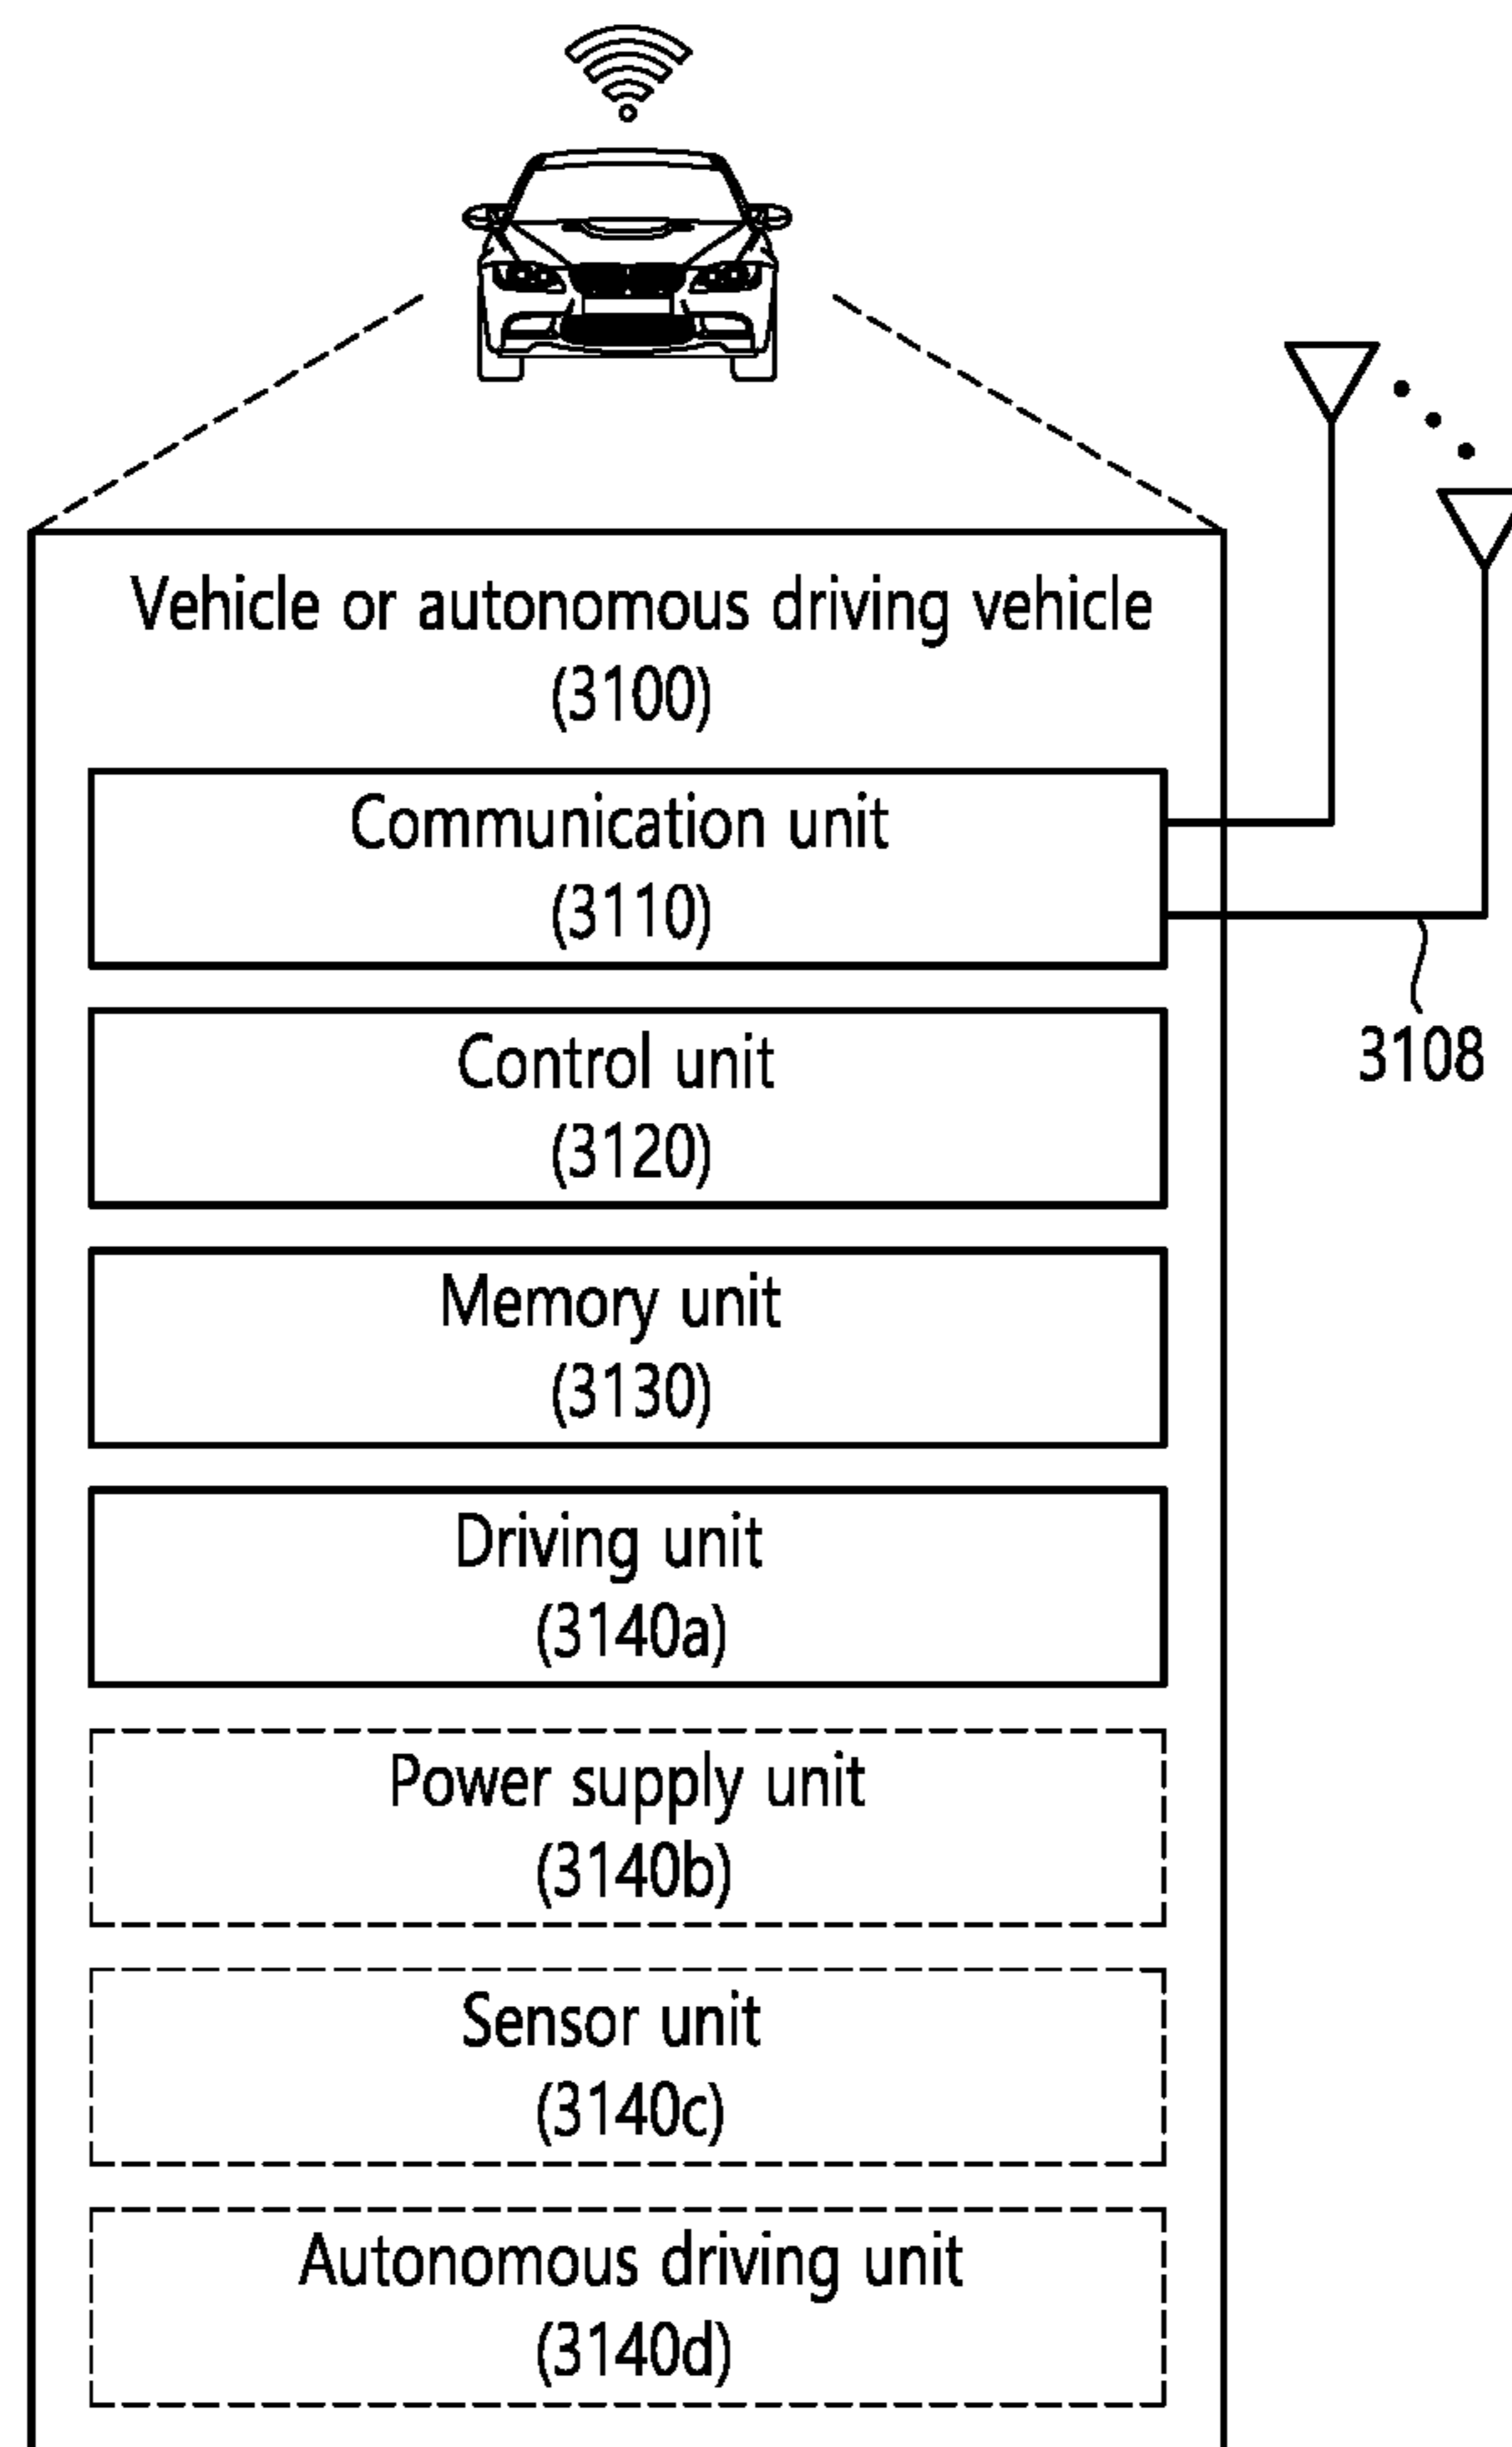 Vehicle or autonomous driving vehicle
(3100)
Communication unit
(3110)
3108
Control unit
(3120)
Memory unit
(3130)
Driving unit
(3140a)
Power supply unit
(3140b)
Sensor unit
(3140c)
Autonomous driving unit
(3140d)